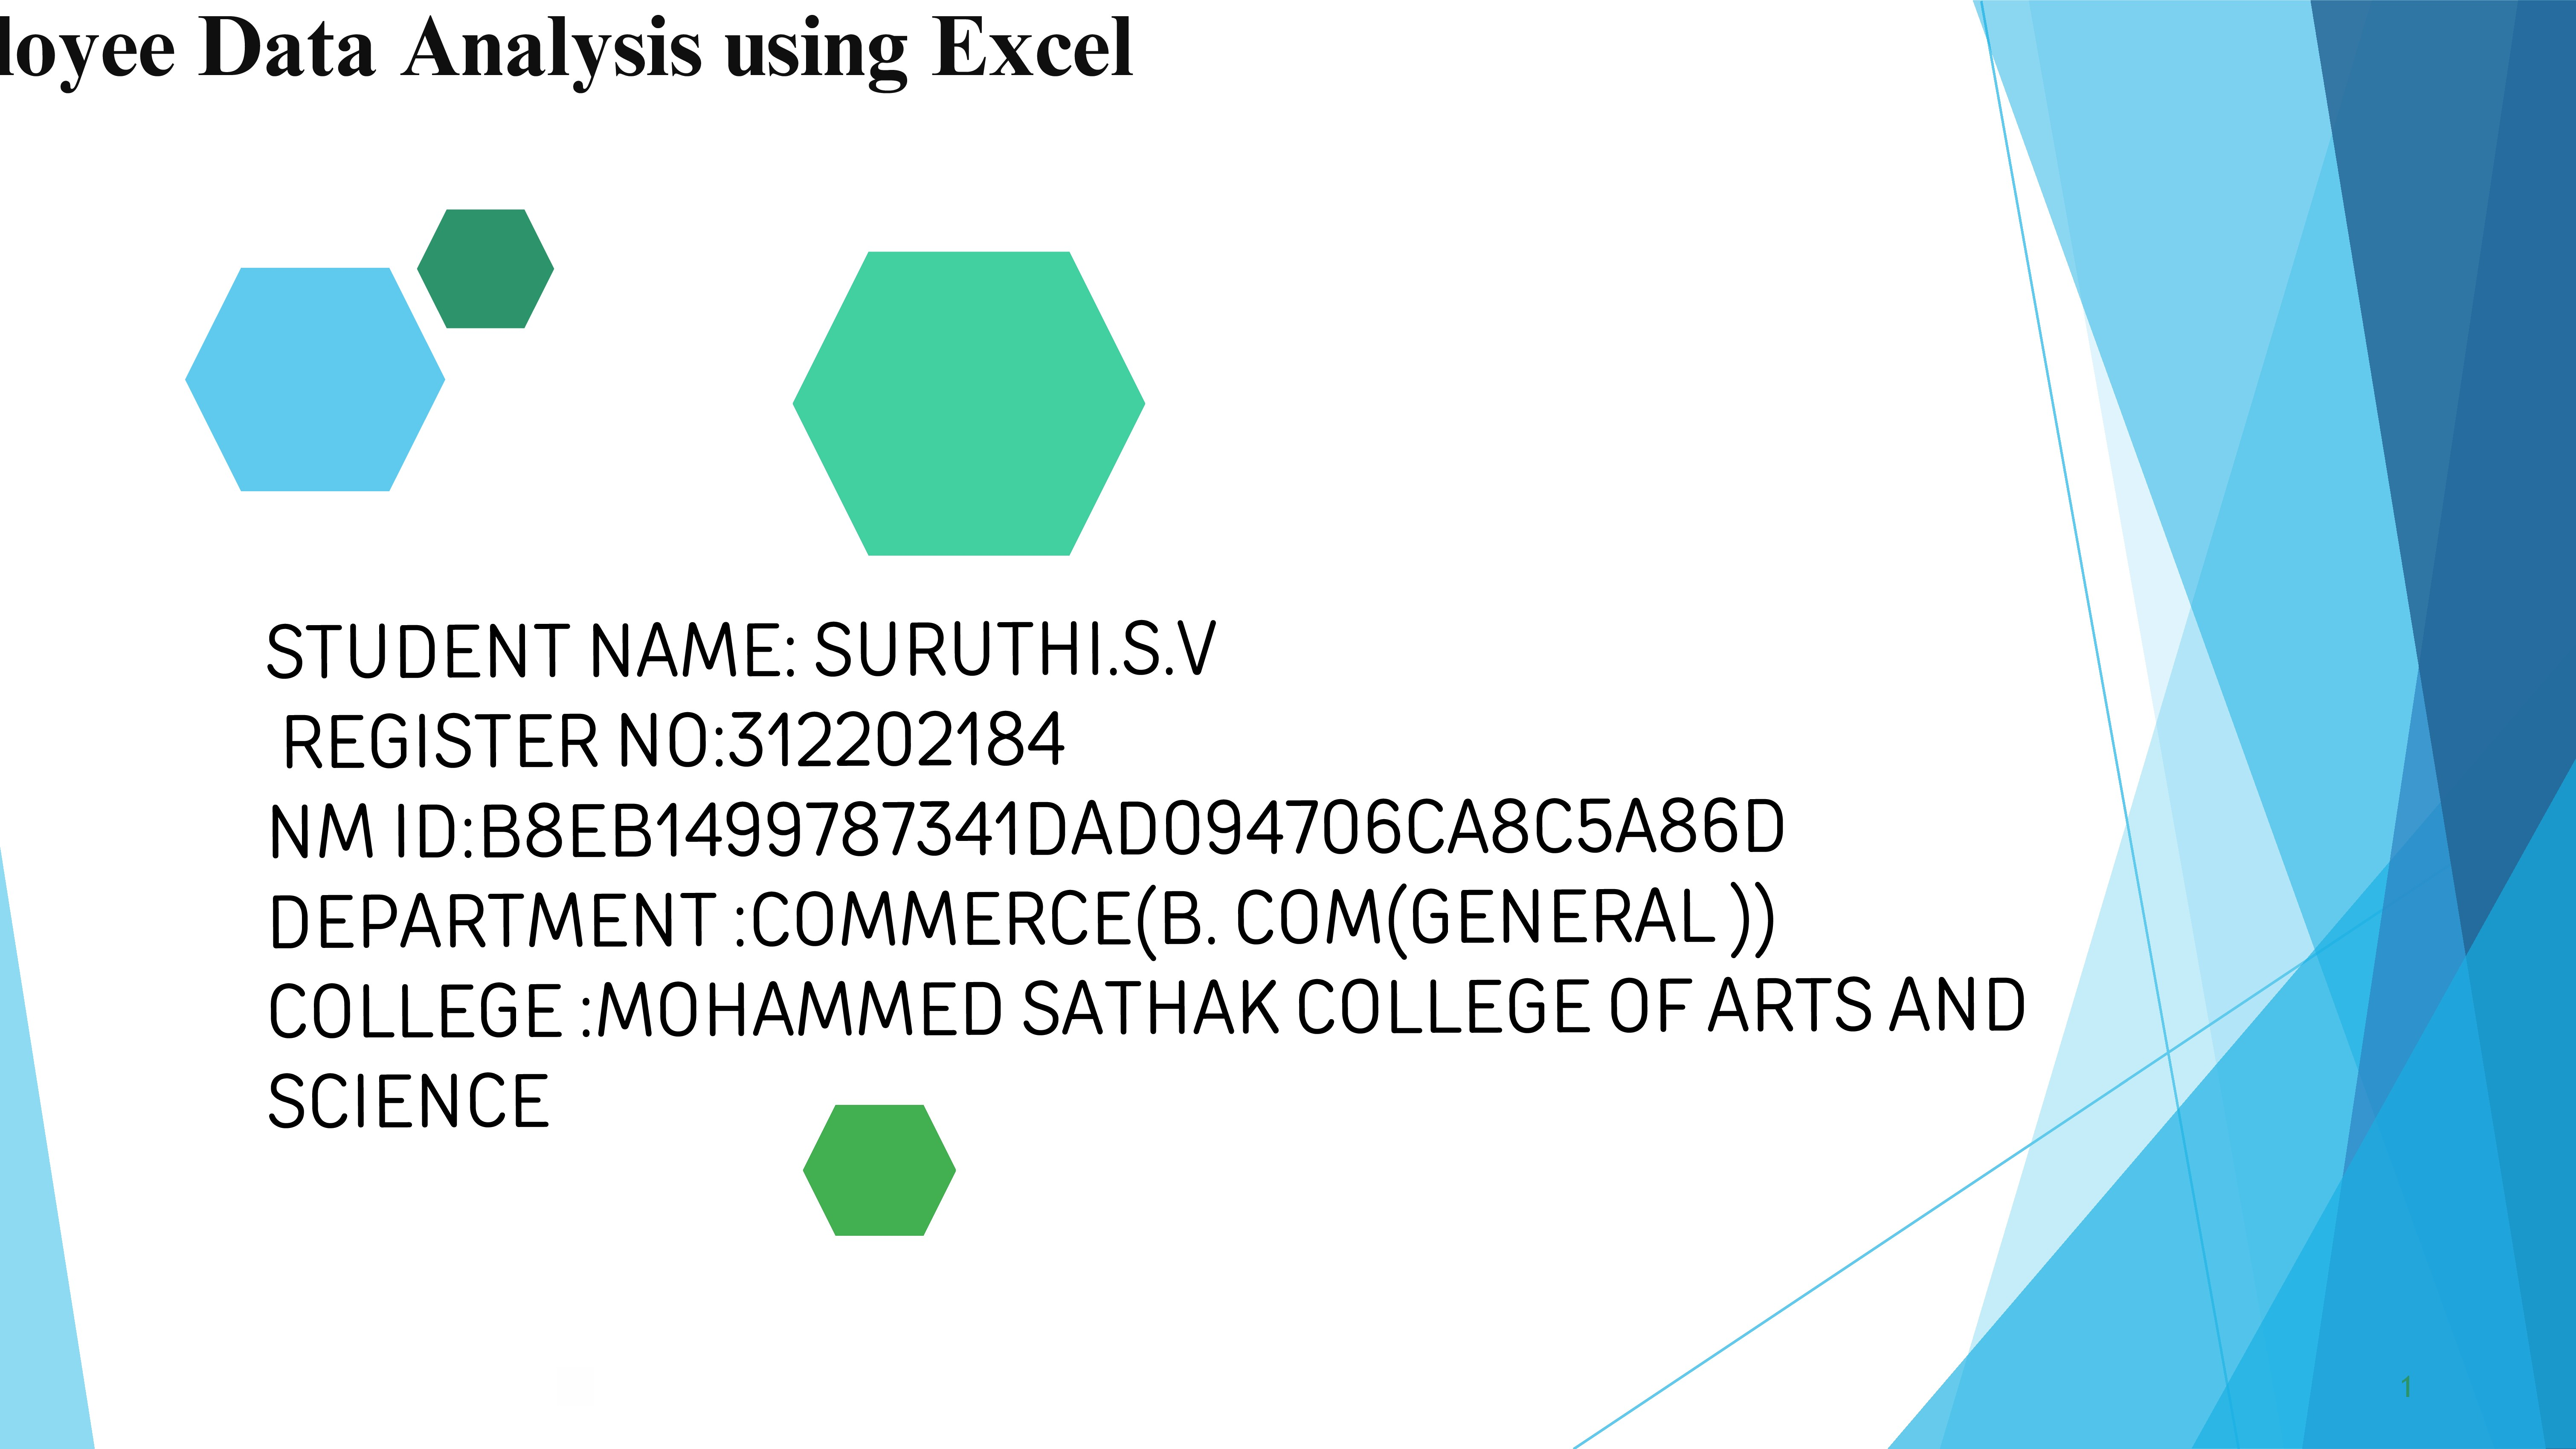 loyee Data Analysis using Excel
STUDENT NAME: SURUTHI.S.V
REGISTER NO:312202184
NM ID:B8EB1499787341DAD094706CA8C5A86D
DEPARTMENT :COMMERCE(B. COM(GENERAL ))
COLLEGE :MOHAMMED SATHAK COLLEGE OF ARTS AND
SCIENCE
1